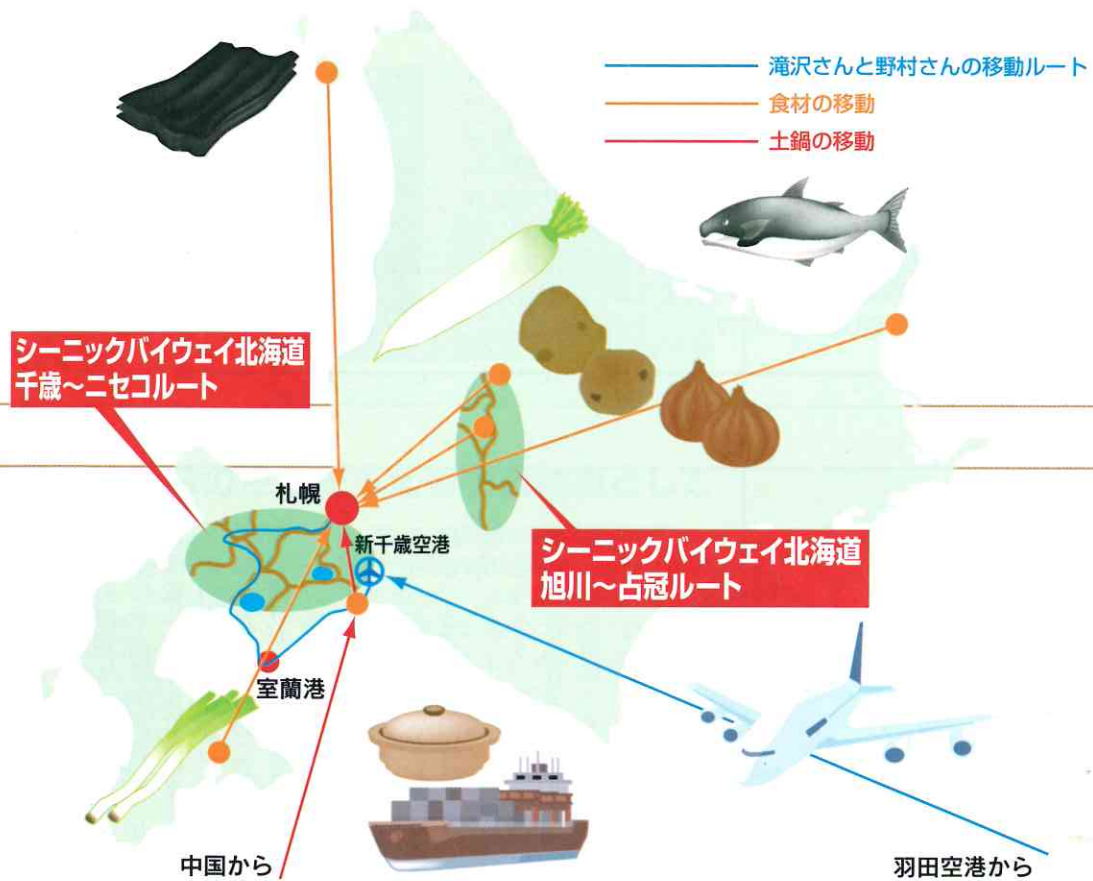 滝沢さんと野村さんの移動ルート
食材の移動
土鍋の移動
シーニックバイウェイ北海道
千歳～ニセコルート
札幌
新千歳空港
シーニックバイウェイ北海道
旭川～占冠ルート
室蘭港
中国から
羽田空港から